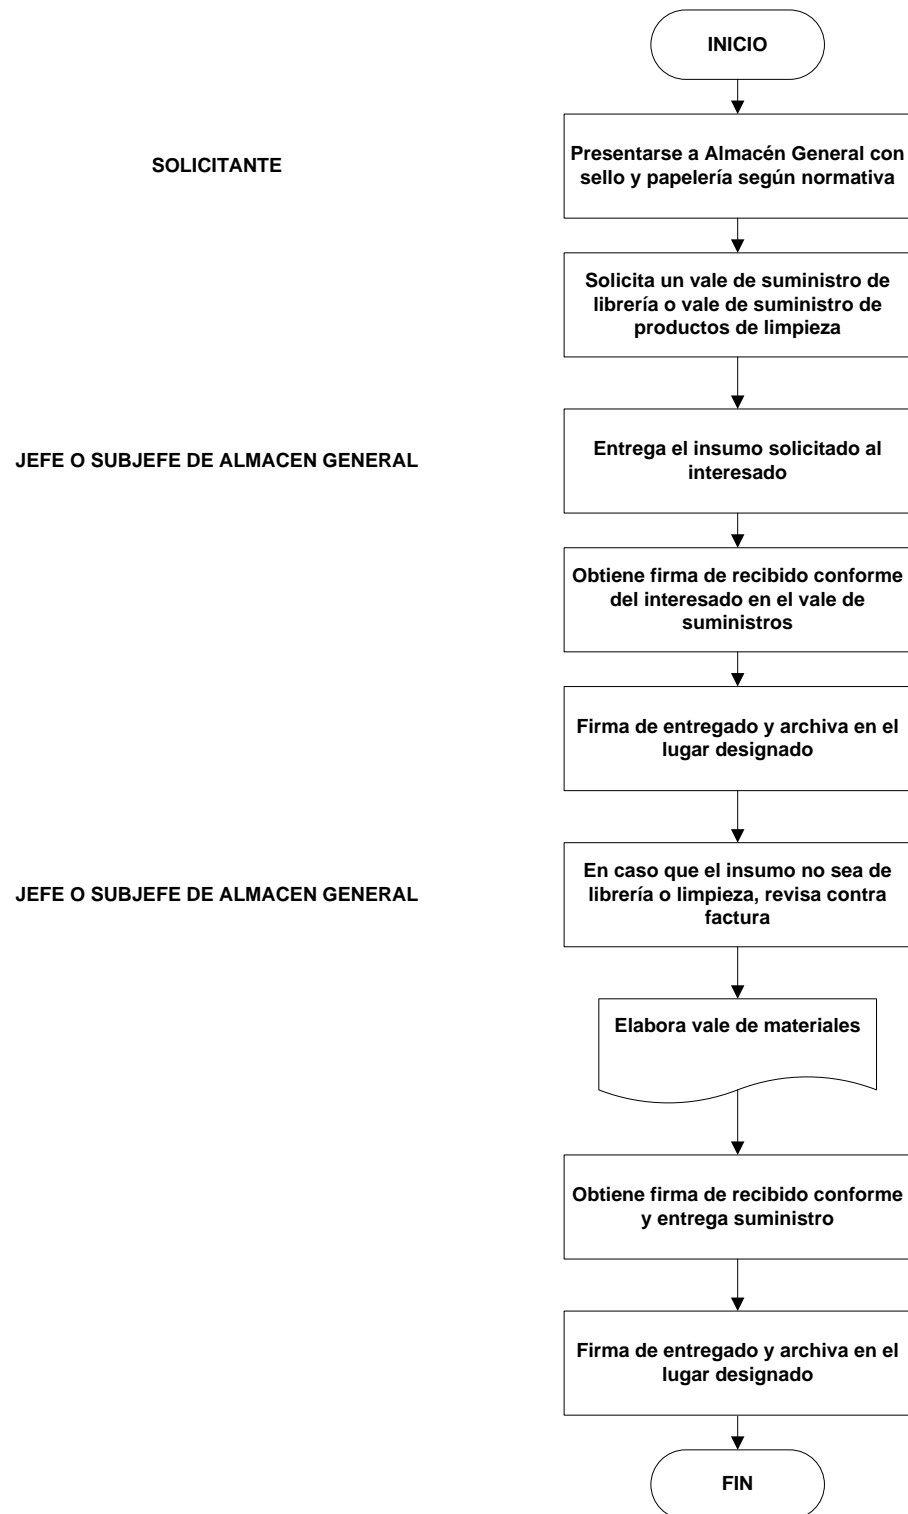 INICIO
SOLICITANTE
Presentarse a Almacén General con
sello y papelería según normativa
Solicita un vale de suministro de
librería o vale de suministro de
productos de limpieza
JEFE O SUBJEFE DE ALMACEN GENERAL
Entrega el insumo solicitado al
interesado
Obtiene firma de recibido conforme
del interesado en el vale de
suministros
Firma de entregado y archiva en el
lugar designado
JEFE O SUBJEFE DE ALMACEN GENERAL
En caso que el insumo no sea de
librería o limpieza, revisa contra
factura
Elabora vale de materiales
Obtiene firma de recibido conforme
y entrega suministro
Firma de entregado y archiva en el
lugar designado
FIN